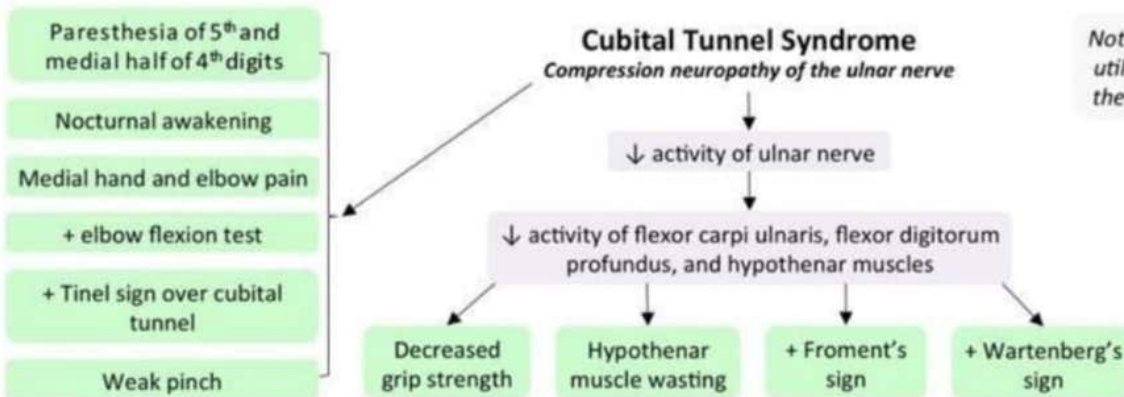 Paresthesia of 5th and
medial half of 4th digits
Nocturnal awakening
Medial hand and elbow pain
+ elbow flexion test
+ Tinel sign over cubital
tunnel
Weak pinch
Cubital Tunnel Syndrome
Compression neuropathy of the ulnar nerve
↓ activity of ulnar nerve
↓ activity of flexor carpi ulnaris, flexor digitorum
profundus, and hypothenar muscles
Decreased
grip strength
Hypothenar
muscle wasting
+ Froment's
sign
+ Wartenberg's
sign
Not
util
the